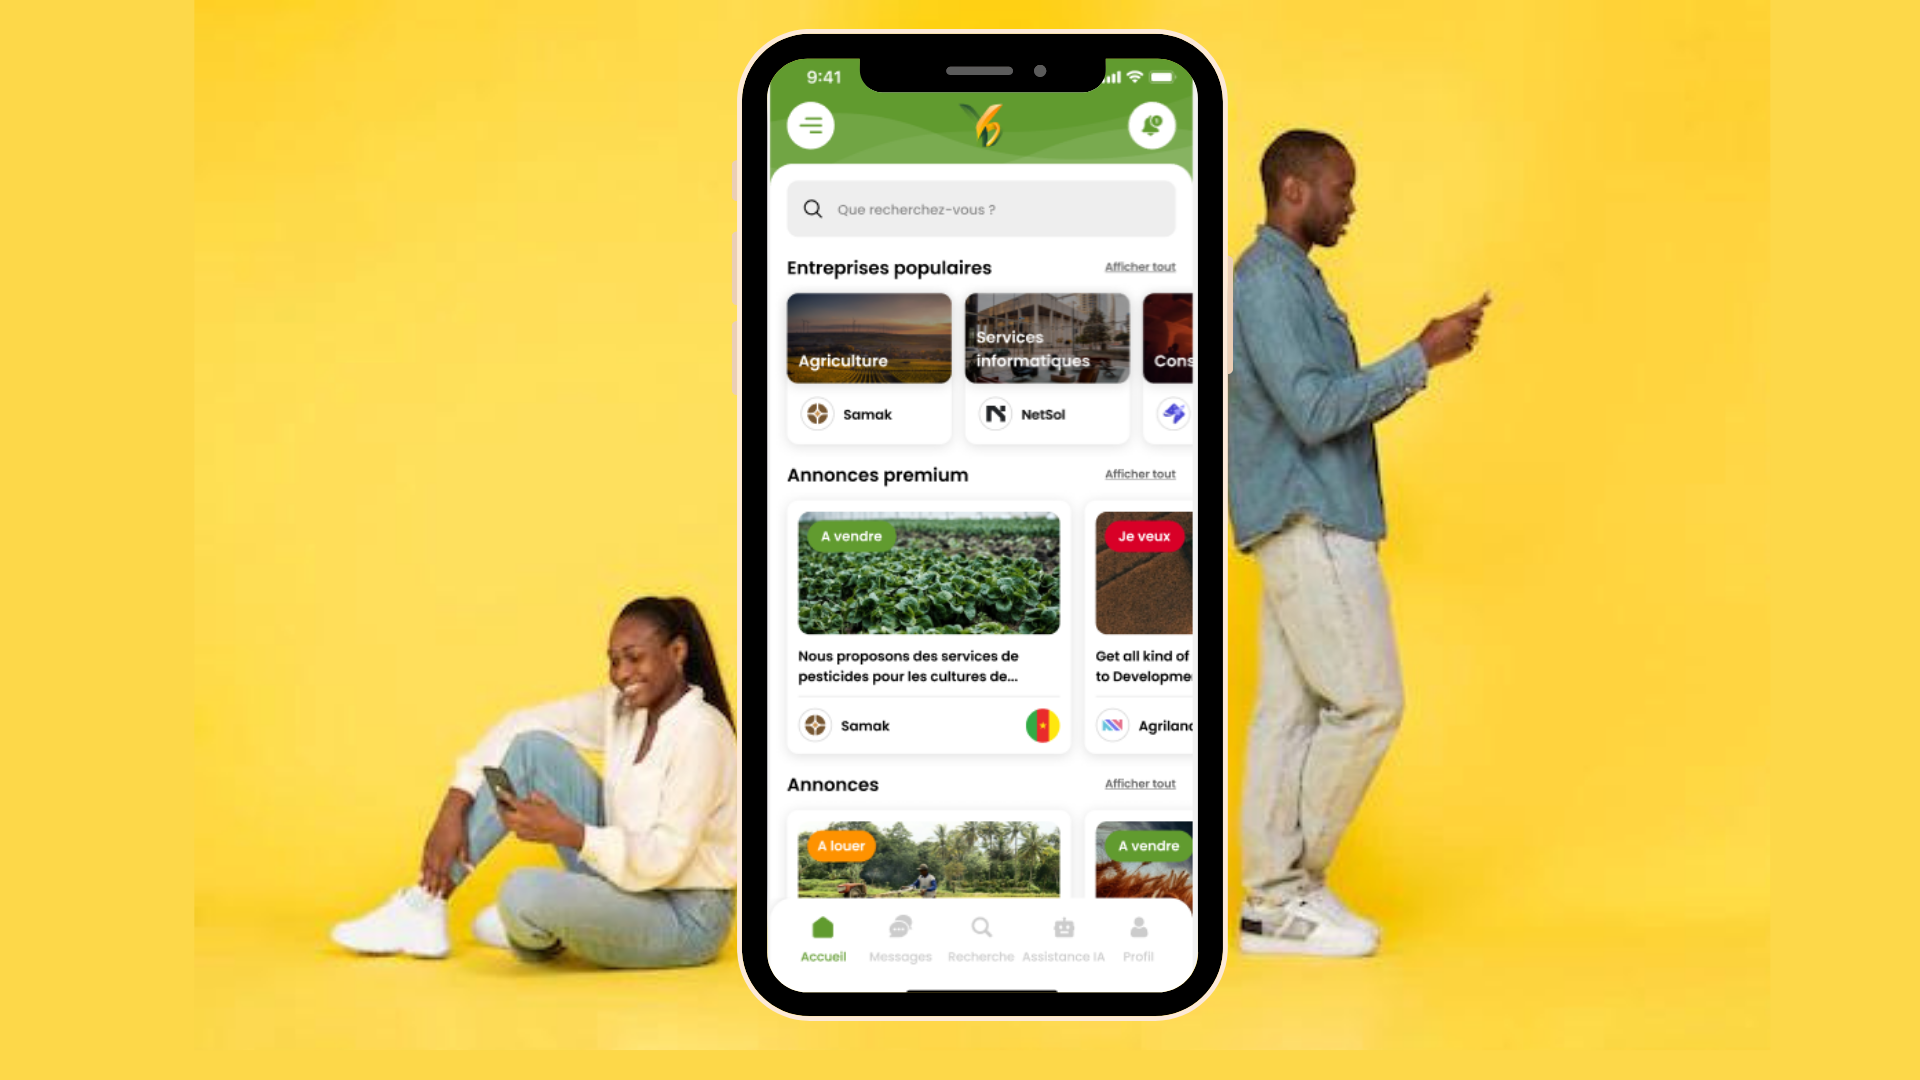 9:41
Que recherchez-vous ?
Entreprises populaires
Afficher tout
Agriculture
Services
informatiques
Cons
Samak
NetSol
Annonces premium
Afficher tout
A vendre
Je veux
Nous proposons des services de
pesticides pour les cultures de...
Get all kind of
to Developme
Samak
Agrilanc
Annonces
Afficher tout
A louer
A vendre
Accueil
Messages
Recherche
Assistance IA
Profil